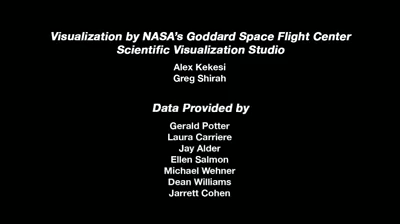 Visualization by NASA's Goddard Space Flight Center
Scientific Visualization Studio
Alex Kekesi
Greg Shirah
Data Provided by
Gerald Potter
Laura Carriere
Jay Alder
Ellen Salmon
Michael Wehner
Dean Williams
Jarrett Cohen